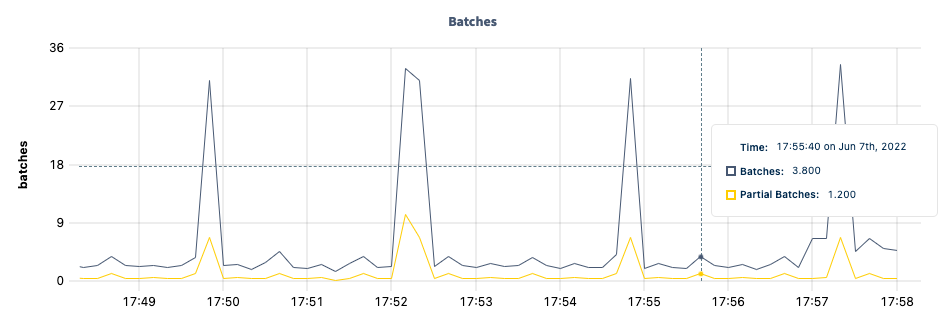 Batches
36
27
18
9
0
batches
Time: 17:55:40 on Jun 7th, 2022
Batches: 3.800
Partial Batches: 1.200
17:49 17:50 17:51 17:52 17:53 17:54 17:55 17:56 17:57 17:58